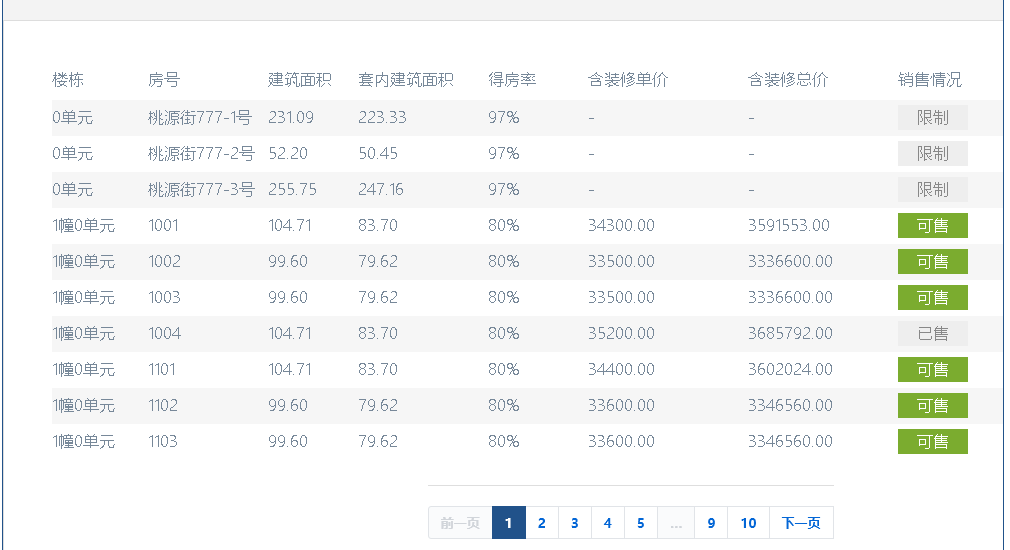 楼栋 房号 建筑面积 套内建筑面积 得房率 含装修单价 含装修总价 销售情况
0单元 桃源街777-1号 231.09 223.33 97% - - 限制
0单元 桃源街777-2号 52.20 50.45 97% - - 限制
0单元 桃源街777-3号 255.75 247.16 97% - - 限制
1幢0单元 1001 104.71 83.70 80% 34300.00 3591553.00 可售
1幢0单元 1002 99.60 79.62 80% 33500.00 3336600.00 可售
1幢0单元 1003 99.60 79.62 80% 33500.00 3336600.00 可售
1幢0单元 1004 104.71 83.70 80% 35200.00 3685792.00 已售
1幢0单元 1101 104.71 83.70 80% 34400.00 3602024.00 可售
1幢0单元 1102 99.60 79.62 80% 33600.00 3346560.00 可售
1幢0单元 1103 99.60 79.62 80% 33600.00 3346560.00 可售
前一页 1 2 3 4 5 ... 9 10 下一页